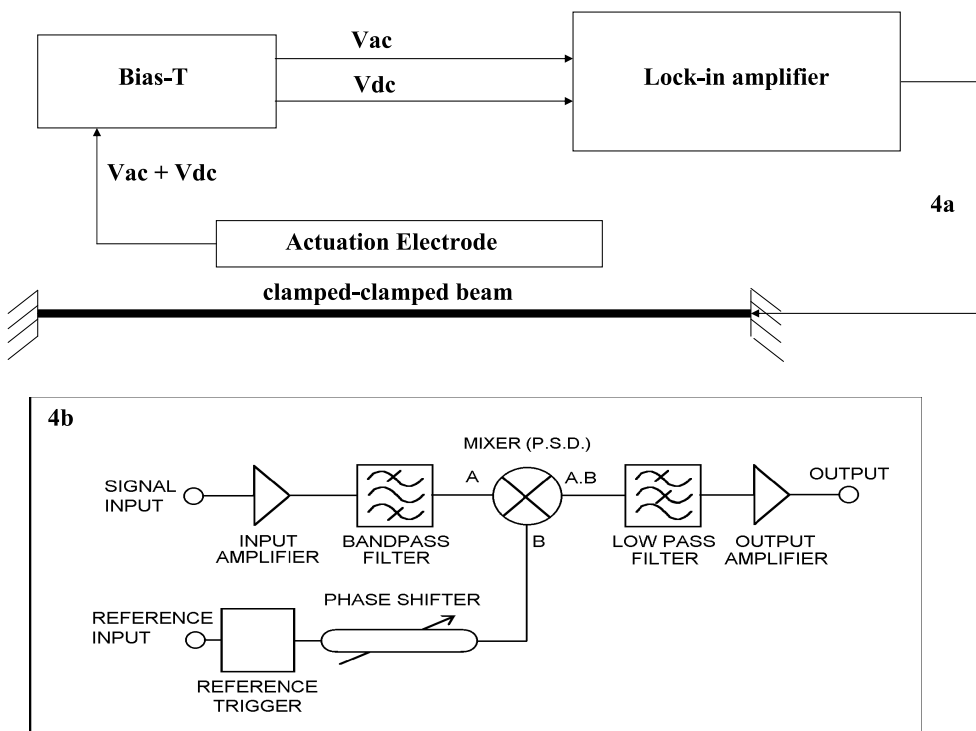 Vac
Bias-T
Vdc
Lock-in amplifier
Vac + Vdc
4a
Actuation Electrode
clamped-clamped beam
4b
MIXER (P.S.D.)
SIGNAL
INPUT
A
A.B
OUTPUT
INPUT
AMPLIFIER
BANDPASS
FILTER
B
LOW PASS
FILTER
OUTPUT
AMPLIFIER
PHASE SHIFTER
REFERENCE
INPUT
REFERENCE
TRIGGER